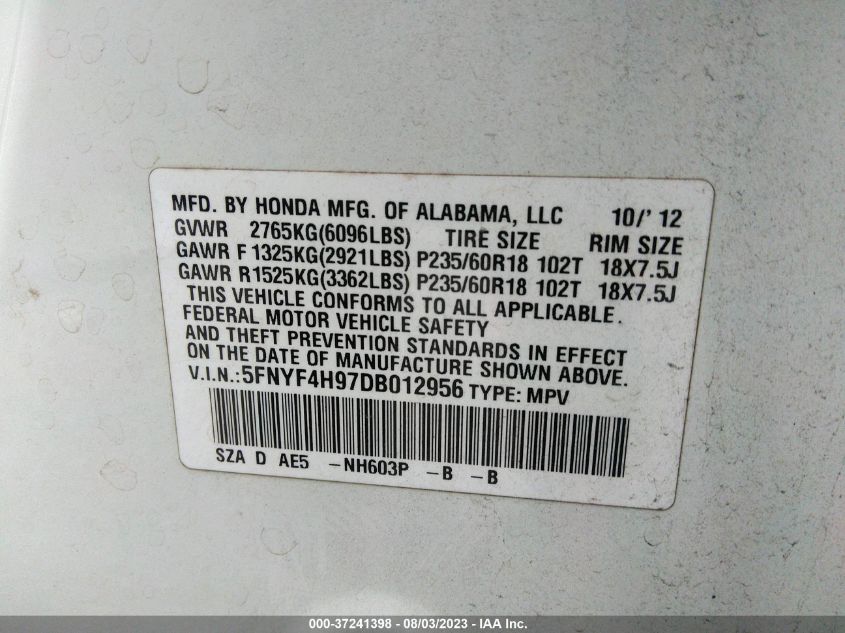 MFD. BY HONDA MFG. OF ALABAMA, LLC 10/' 12
GVWR 2765KG(6096LBS) TIRE SIZE RIM SIZE
GAWR F 1325KG(2921LBS) P235/60R18 102T 18X7.5J
GAWR R1525KG(3362LBS) P235/60R18 102T 18X7.5J
THIS VEHICLE CONFORMS TO ALL APPLICABLE.
FEDERAL MOTOR VEHICLE SAFETY
AND THEFT PREVENTION STANDARDS IN EFFECT
ON THE DATE OF MANUFACTURE SHOWN ABOVE.
V.I.N.:5FNYF4H97DB012956 TYPE: MPV
SZA D AE5 -NH603P -B -B
000-37241398 - 08/03/2023 - IAA Inc.